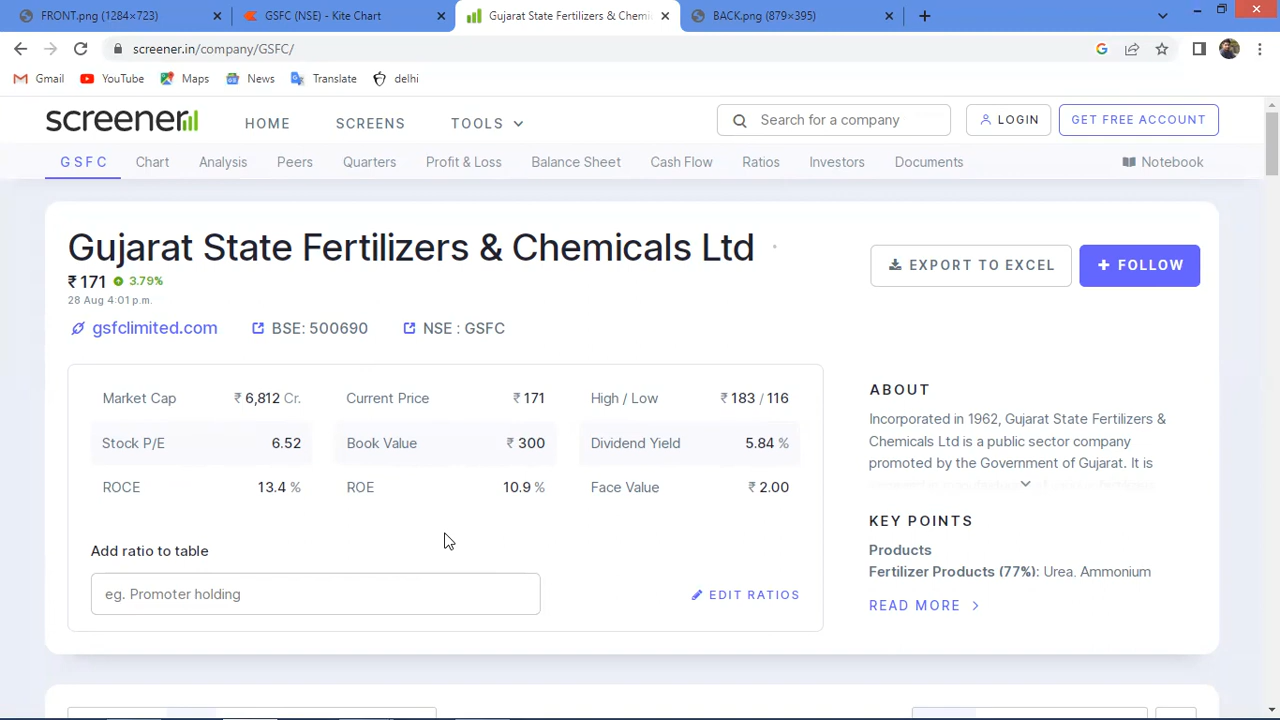 FRONT.png (1284×723)
GSFC (NSE) - Kite Chart
Gujarat State Fertilizers & Chemi
BACK.png (879×395)
screener.in/company/GSFC/
Gmail
YouTube
Maps
News
Translate
delhi
screener
HOME
SCREENS
TOOLS
Search for a company
LOGIN
GET FREE ACCOUNT
GSFC
Chart
Analysis
Peers
Quarters
Profit & Loss
Balance Sheet
Cash Flow
Ratios
Investors
Documents
Notebook
Gujarat State Fertilizers & Chemicals Ltd
EXPORT TO EXCEL
FOLLOW
₹ 171 3.79%
28 Aug 4:01 p.m.
gsfclimited.com
BSE: 500690
NSE : GSFC
Market Cap ₹ 6,812 Cr.
Current Price ₹ 171
High / Low ₹ 183 / 116
Stock P/E 6.52
Book Value ₹ 300
Dividend Yield 5.84 %
ROCE 13.4 %
ROE 10.9 %
Face Value ₹ 2.00
Add ratio to table
eg. Promoter holding
EDIT RATIOS
ABOUT
Incorporated in 1962, Gujarat State Fertilizers &
Chemicals Ltd is a public sector company
promoted by the Government of Gujarat. It is
KEY POINTS
Products
Fertilizer Products (77%): Urea, Ammonium
READ MORE